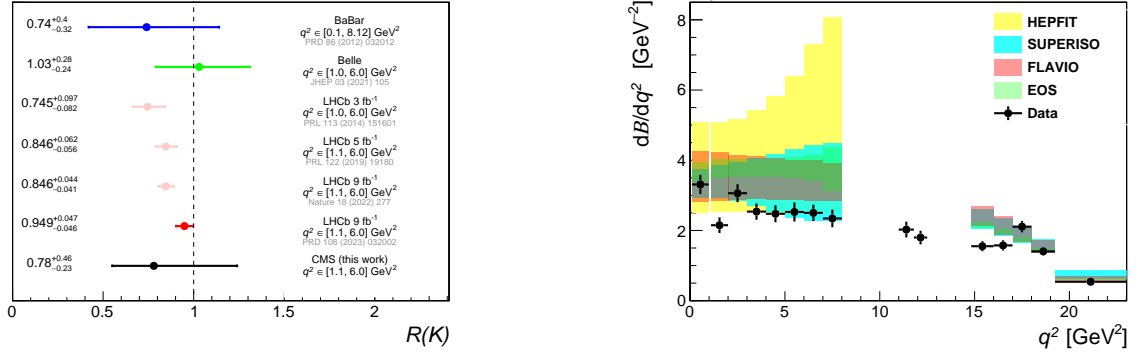 0.74+0.4−0.32
BaBar
q² ∈ [0.1, 8.12] GeV²
PRD 86 (2012) 032012
1.03+0.28−0.24
Belle
q² ∈ [1.0, 6.0] GeV²
JHEP 03 (2021) 105
0.745+0.097−0.082
LHCb 3 fb⁻¹
q² ∈ [1.0, 6.0] GeV²
PRL 113 (2014) 151601
0.846+0.062−0.056
LHCb 5 fb⁻¹
q² ∈ [1.1, 6.0] GeV²
PRL 122 (2019) 19180
0.846+0.044−0.041
LHCb 9 fb⁻¹
q² ∈ [1.1, 6.0] GeV²
Nature 18 (2022) 277
0.949+0.047−0.046
LHCb 9 fb⁻¹
q² ∈ [1.1, 6.0] GeV²
PRD 108 (2023) 032002
0.78+0.46−0.23
CMS (this work)
q² ∈ [1.1, 6.0] GeV²
0 0.5 1 1.5 2
R(K)
dB/dq² [GeV⁻²]
8
6
4
2
0
HEPFIT
SUPERISO
FLAVIO
EOS
Data
0 5 10 15 20
q² [GeV²]